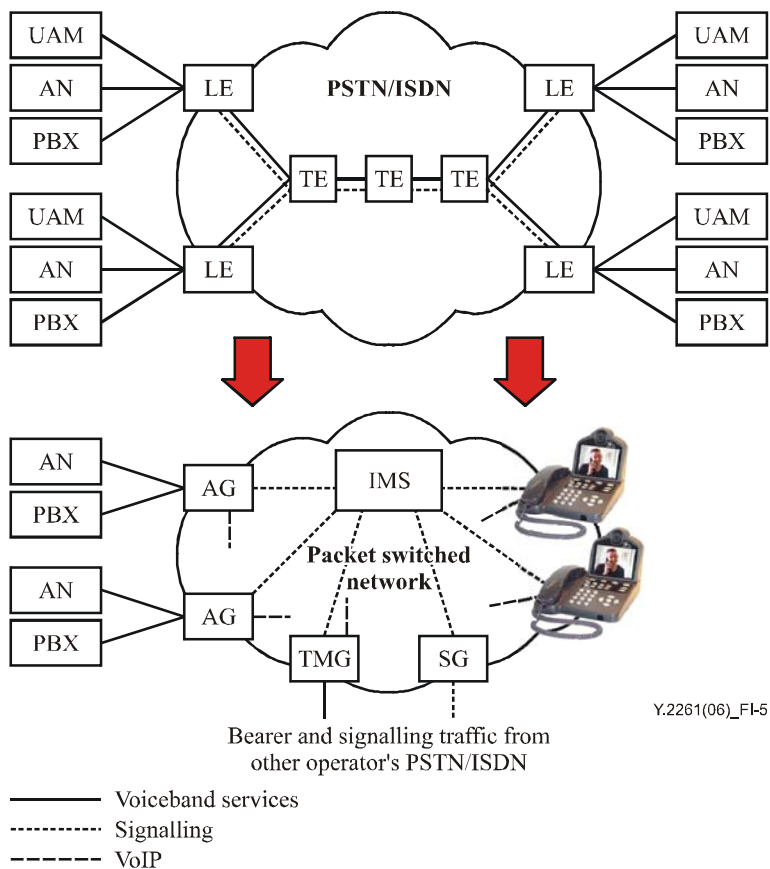 UAM
AN
PBX
LE
PSTN/ISDN
LE
UAM
AN
PBX
TE
TE
TE
UAM
AN
PBX
LE
LE
UAM
AN
PBX
AN
PBX
AG
IMS
Packet switched
network
AN
PBX
AG
TMG
SG
Y.2261(06)_FI-5
Bearer and signalling traffic from
other operator's PSTN/ISDN
Voiceband services
Signalling
VoIP